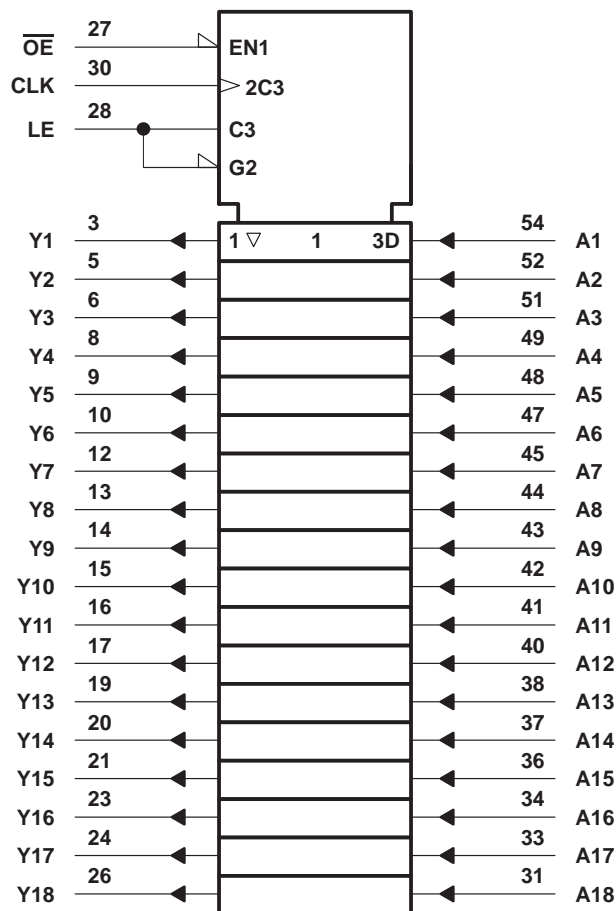 OE 27 EN1
CLK 30 2C3
LE 28 C3
G2
Y1 3 1 ▽ 1 3D 54 A1
Y2 5 52 A2
Y3 6 51 A3
Y4 8 49 A4
Y5 9 48 A5
Y6 10 47 A6
Y7 12 45 A7
Y8 13 44 A8
Y9 14 43 A9
Y10 15 42 A10
Y11 16 41 A11
Y12 17 40 A12
Y13 19 38 A13
Y14 20 37 A14
Y15 21 36 A15
Y16 23 34 A16
Y17 24 33 A17
Y18 26 31 A18